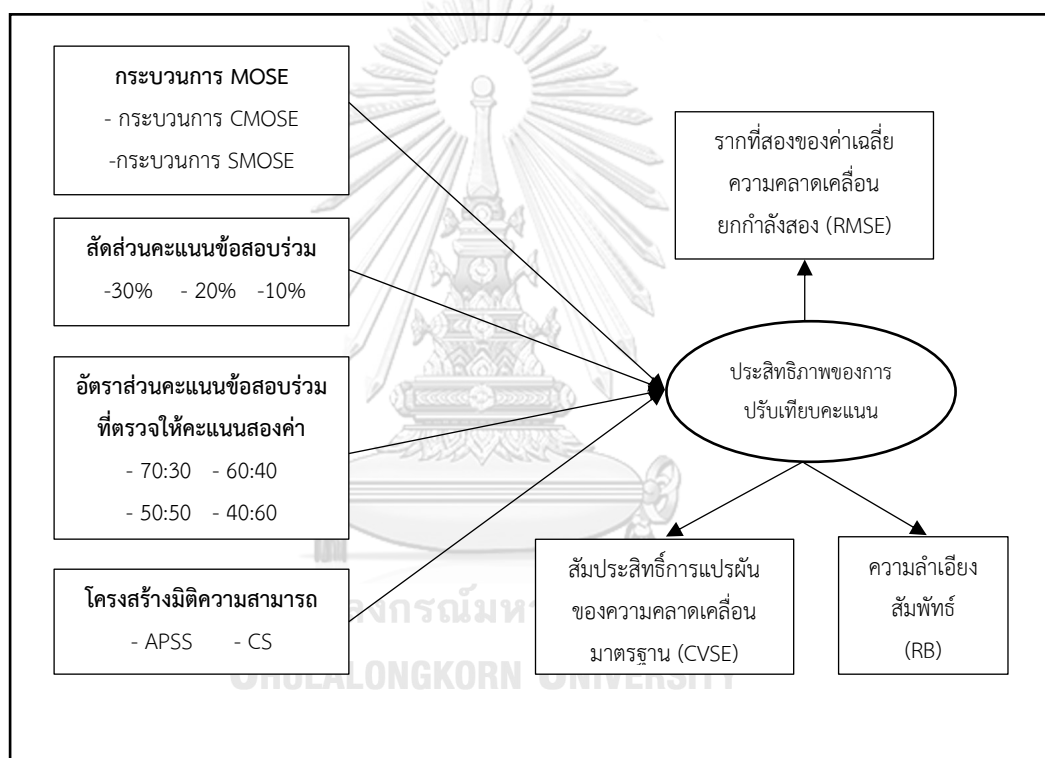 กระบวนการ MOSE
- กระบวนการ CMOSE
-กระบวนการ SMOSE
สัดส่วนคะแนนข้อสอบร่วม
-30% - 20% -10%
อัตราส่วนคะแนนข้อสอบร่วม
ที่ตรวจให้คะแนนสองค่า
- 70:30 - 60:40
- 50:50 - 40:60
โครงสร้างมิติความสามารถ
- APSS - CS
รากที่สองของค่าเฉลี่ย
ความคลาดเคลื่อน
ยกกำลังสอง (RMSE)
ประสิทธิภาพของการ
ปรับเทียบคะแนน
สัมประสิทธิ์การแปรผัน
ของความคลาดเคลื่อน
มาตรฐาน (CVSE)
ความลำเอียง
สัมพัทธ์
(RB)
UNIVERSITY